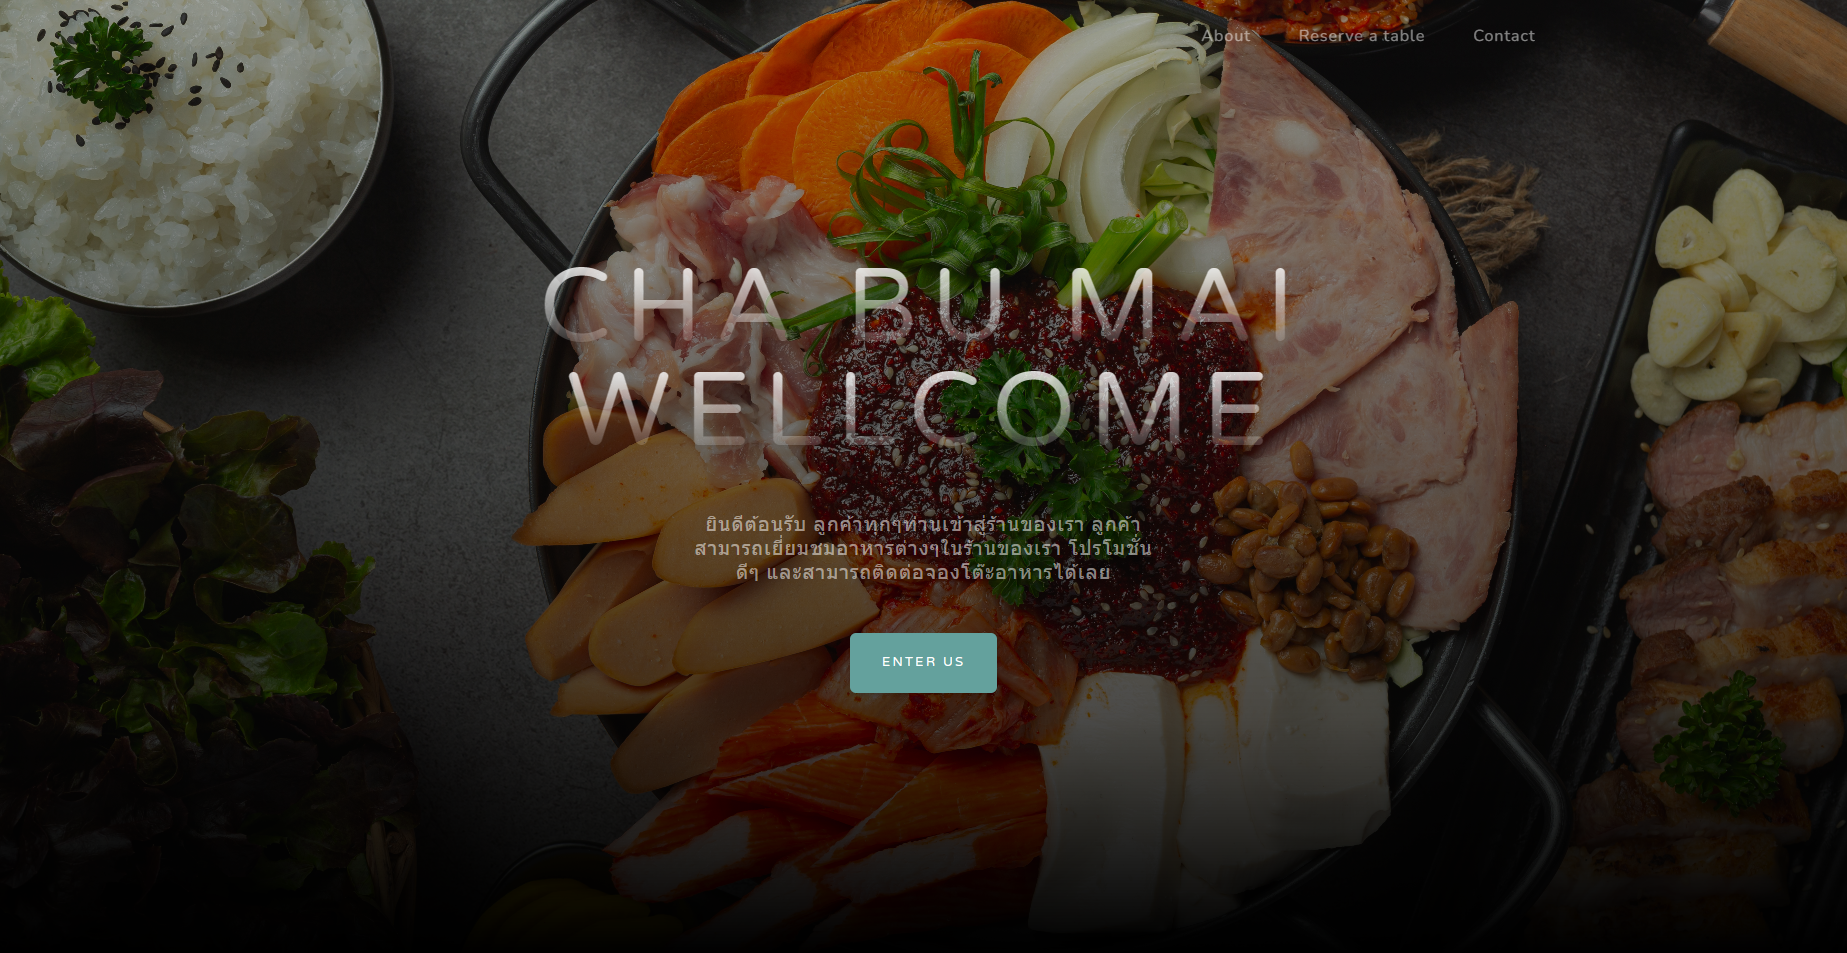 About Reserve a table Contact
CHA BU MAI
WELLCOME
ยินดีต้อนรับ ลูกค้าทุกๆท่านเข้าสู่ร้านของเรา ลูกค้า
สามารถเยี่ยมชมอาหารต่างๆในร้านของเรา โปรโมชั่น
ดีๆ และสามารถติดต่อจองโต๊ะอาหารได้เลย
ENTER US